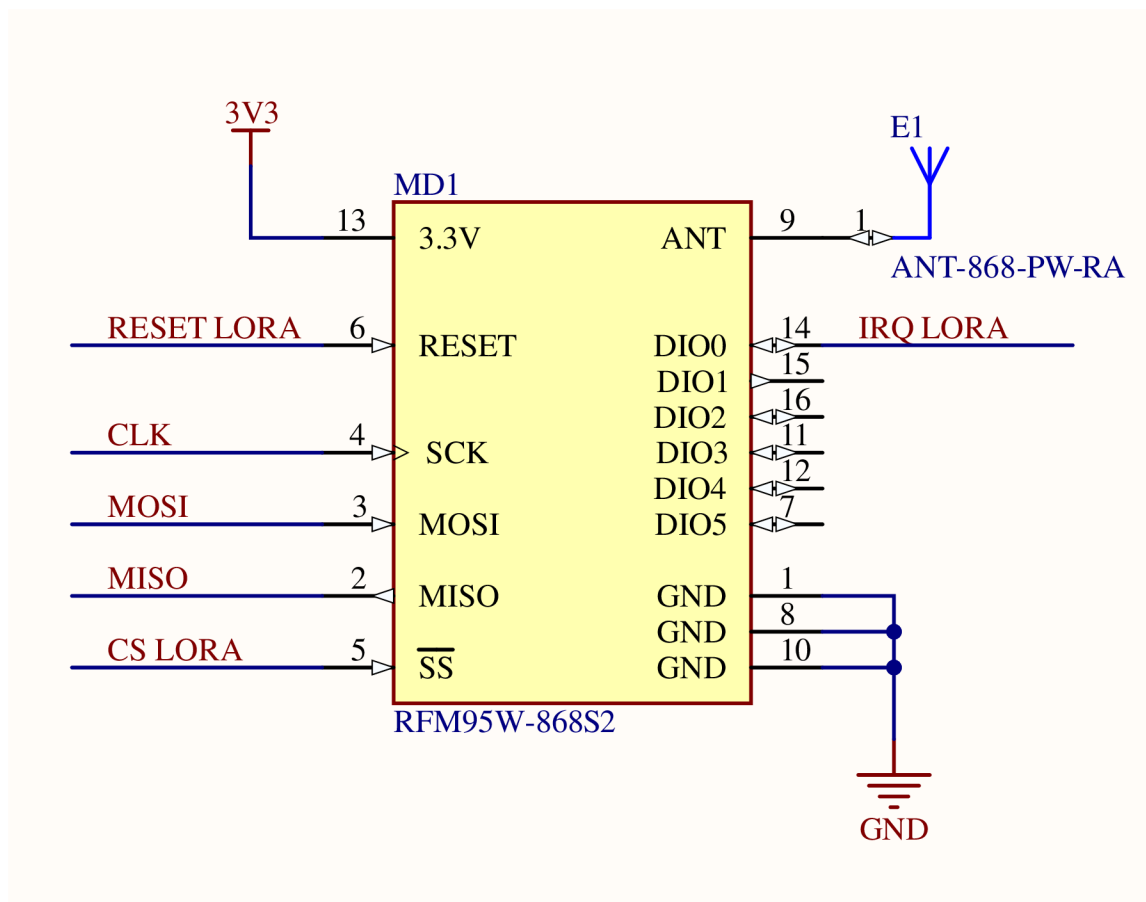 3V3
E1
MD1
13 3.3V ANT 9 1
ANT-868-PW-RA
RESET LORA 6 RESET DIO0 14 IRQ LORA
DIO1 15
DIO2 16
CLK 4 SCK DIO3 11
DIO4 12
MOSI 3 MOSI DIO5 7
MISO 2 MISO GND 1
GND 8
CS LORA 5 SS GND 10
RFM95W-868S2
GND